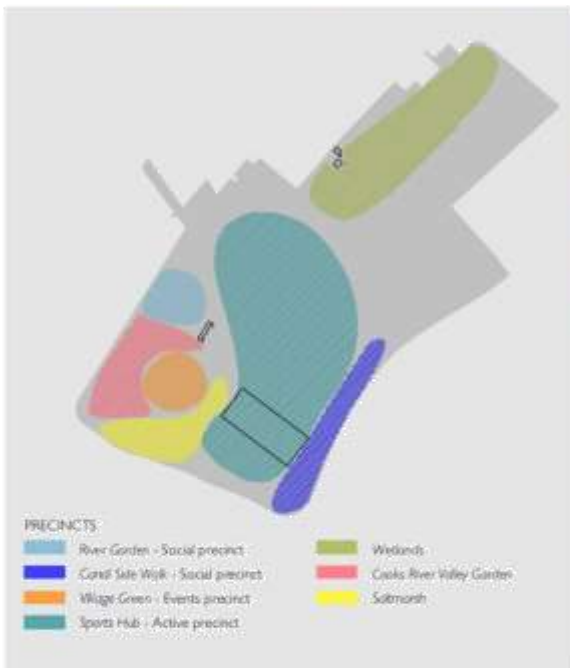 PRECINCTS
River Garden - Social precinct
Canal Side Walk - Social precinct
Village Green - Events precinct
Sports Hub - Active precinct
Wetlands
Cooks River Valley Garden
Saltmarsh